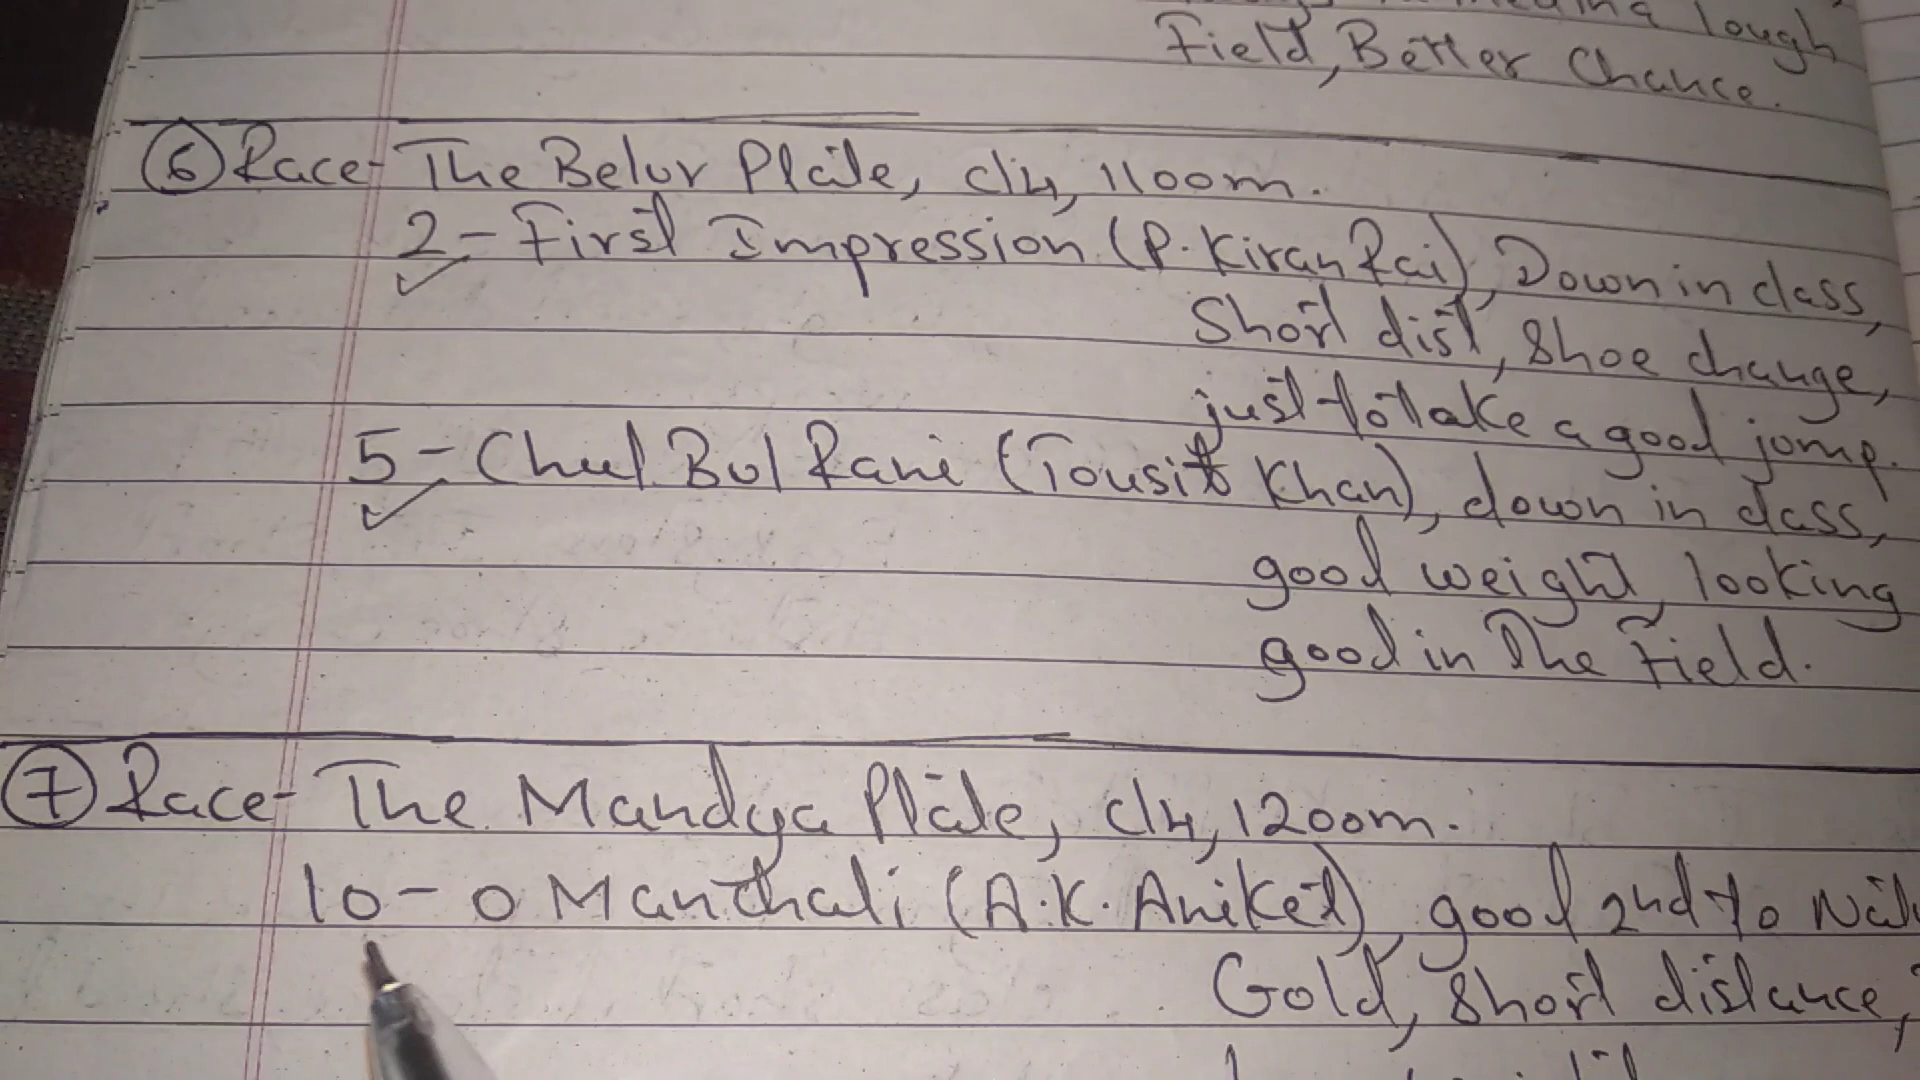 Field, Better Chance.
6 Race- The Belur Plate, cl4, 1100m.
2- First Impression (P. Kiran Rai), Down in class,
Short dist, Shoe change,
just to take a good jomp.
5- Chul Bul Rani (Tousif Khan), down in class,
good weight, looking
good in The Field.
7 Race- The Mandya Plate, cl4, 1200m.
10- O Manthali (A.K. Aniket), good 2nd to
Gold, Short distance,